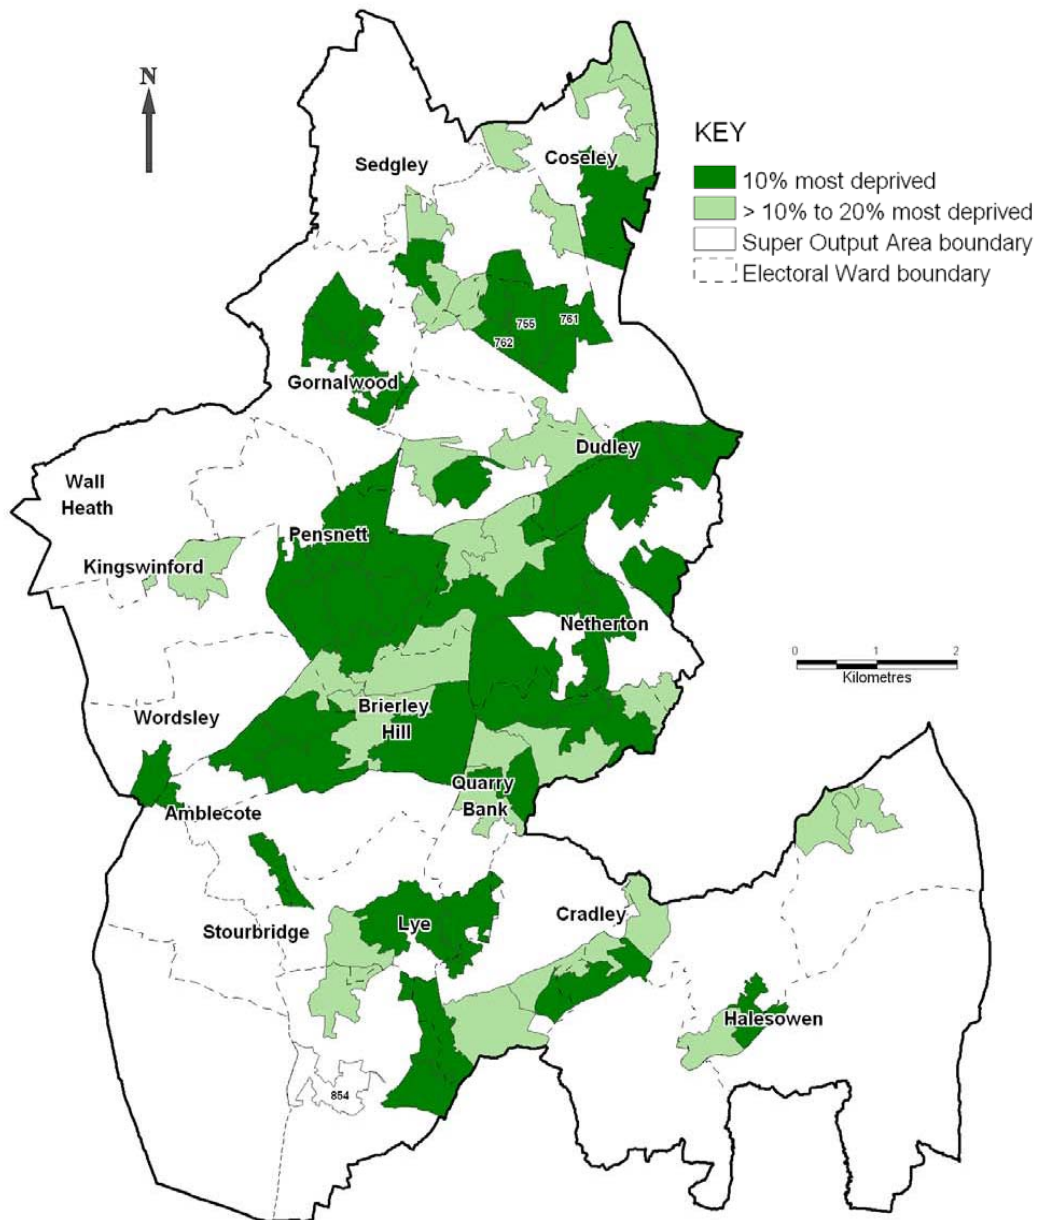 N
Sedgley
Coseley
KEY
10% most deprived
> 10% to 20% most deprived
Super Output Area boundary
Electoral Ward boundary
755
761
762
Gornalwood
Dudley
Wall
Heath
Pensnett
Kingswinford
Netherton
0
1
2
Kilometres
Brierley
Hill
Wordsley
Quarry
Bank
Amblecote
Cradley
Lye
Stourbridge
Halesowen
854